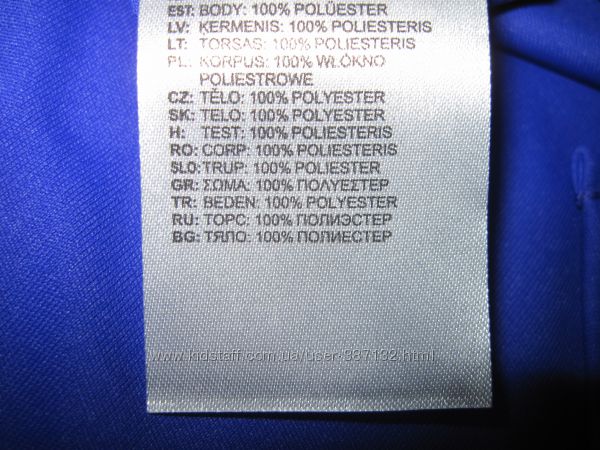 EST: BODY: 100% POLÜESTER
LV: ĶERMENIS: 100% POLIESTERIS
LT: TORSAS: 100% POLIESTERIS
PL: KORPUS: 100% WŁÓKNO
POLIESTROWE
CZ: TĚLO: 100% POLYESTER
SK: TELO: 100% POLYESTER
H: TEST: 100% POLIESTERIS
RO: CORP: 100% POLIESTERIS
SLO: TRUP: 100% POLIESTER
GR: ΣΩΜΑ: 100% ΠΟΛΥΕΣΤΕΡ
TR: BEDEN: 100% POLYESTER
RU: ТОРС: 100% ПОЛИЭСТЕР
BG: ТЯЛО: 100% ПОЛИЕСТЕР
www.kidstaff.com.ua/user-387132.html